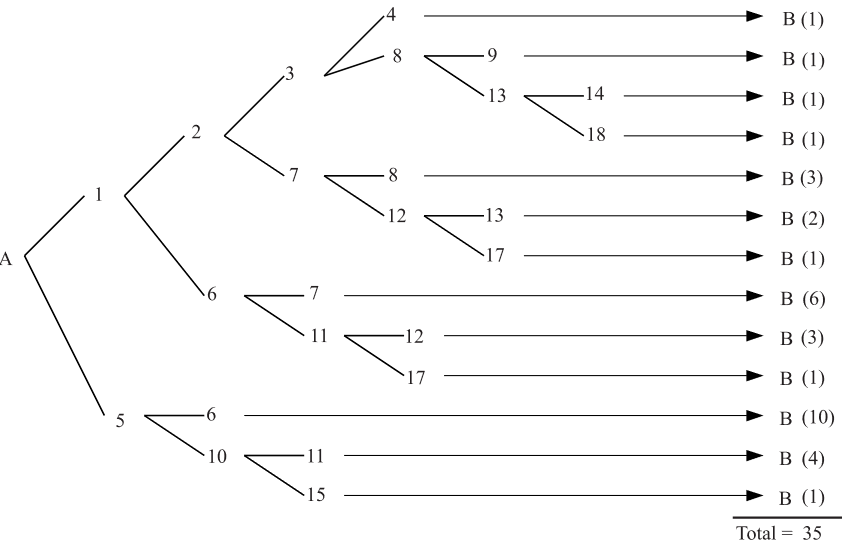 4 B (1)
8 9 B (1)
3
13 14 B (1)
2 18 B (1)
7 8 B (3)
1
12 13 B (2)
A 17 B (1)
6 7 B (6)
11 12 B (3)
17 B (1)
5 6 B (10)
10 11 B (4)
15 B (1)
Total = 35